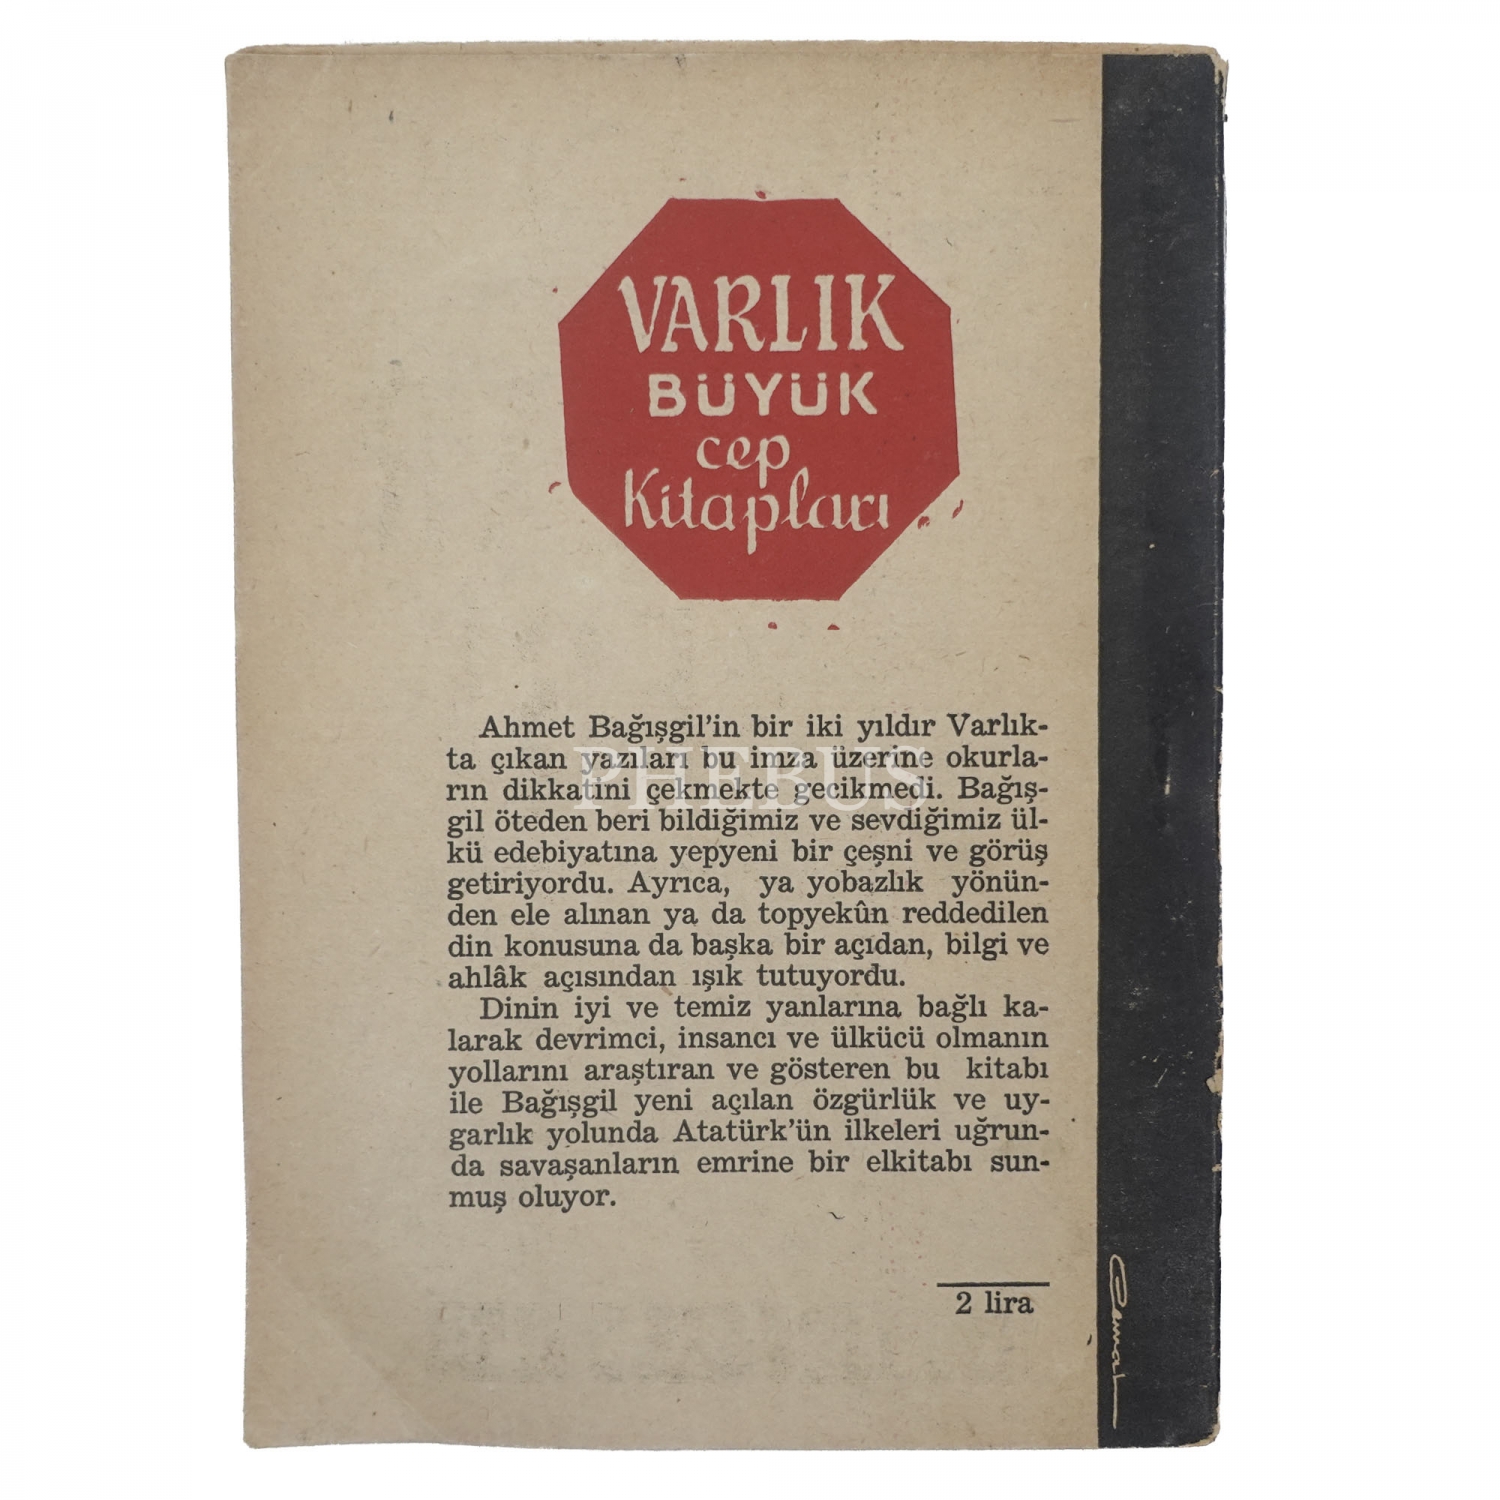 VARLIK
BÜYÜK
cep
Kitapları
Ahmet Bağışgil'in bir iki yıldır Varlık-
ta çıkan yazıları bu imza üzerine okurla-
PHEBUS
rın dikkatini çekmekte gecikmedi. Bağış-
gil öteden beri bildiğimiz ve sevdiğimiz ül-
kü edebiyatına yepyeni bir çeşni ve görüş
getiriyordu. Ayrıca, ya yobazlık yönün-
den ele alınan ya da topyekûn reddedilen
din konusuna da başka bir açıdan, bilgi ve
ahlâk açısından ışık tutuyordu.
Dinin iyi ve temiz yanlarına bağlı ka-
larak devrimci, insancı ve ülkücü olmanın
yollarını araştıran ve gösteren bu kitabı
ile Bağışgil yeni açılan özgürlük ve uy-
garlık yolunda Atatürk'ün ilkeleri uğrun-
da savaşanların emrine bir elkitabı sun-
muş oluyor.
2 lira